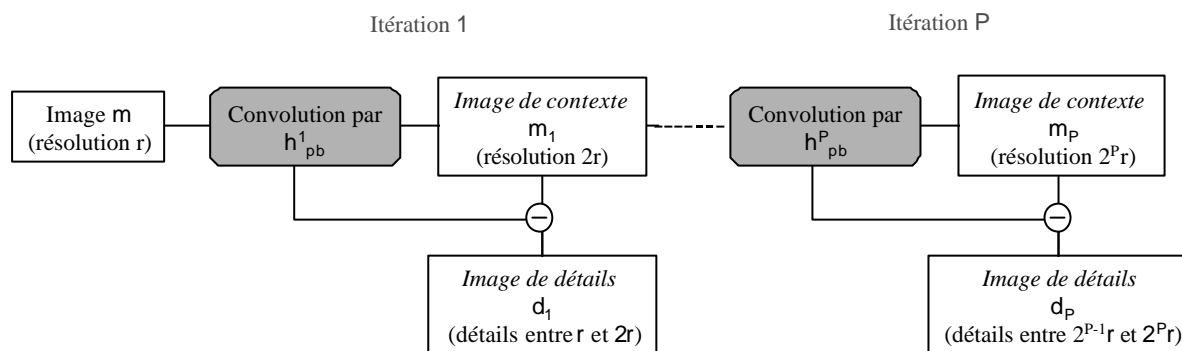 Itération 1
Itération P
Image m
(résolution r)
Convolution par
h¹pb
Image de contexte
m₁
(résolution 2r)
Convolution par
hᴾpb
Image de contexte
mP
(résolution 2ᴾr)
−
−
Image de détails
d₁
(détails entre r et 2r)
Image de détails
dP
(détails entre 2ᴾ⁻¹r et 2ᴾr)